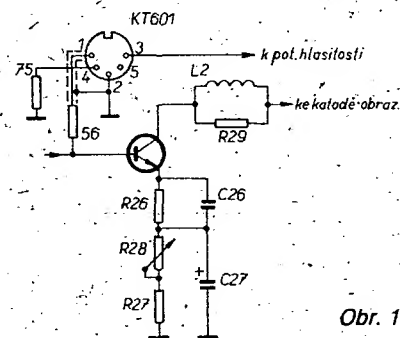 KT601
1 3
k pot. hlasitosti
75 4 5
2
L2
ke katodě obraz.
56
R29
R26 C26
R28
C27
+
R27
Obr. 1